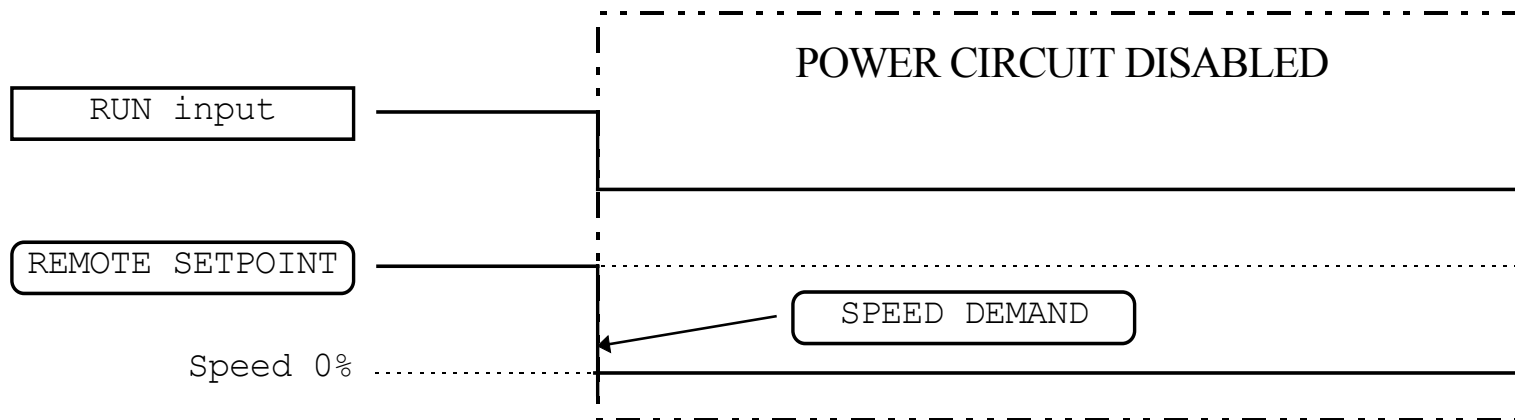 POWER CIRCUIT DISABLED
RUN input
REMOTE SETPOINT
SPEED DEMAND
Speed 0%